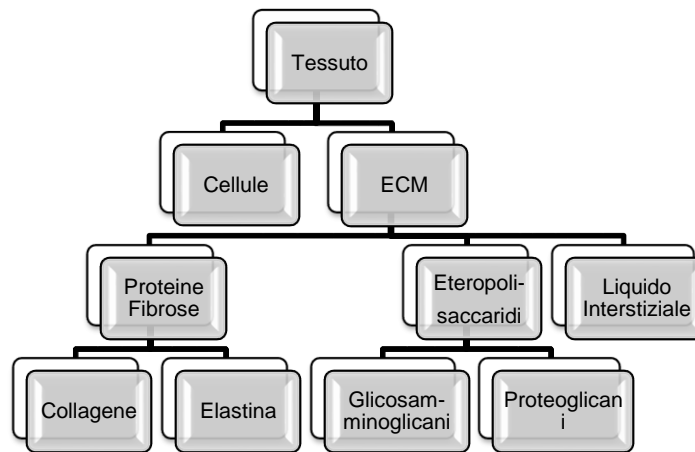 Tessuto
Cellule
ECM
Proteine
Fibrose
Eteropoli-
saccaridi
Liquido
Interstiziale
Collagene
Elastina
Glicosam-
minoglicani
Proteoglican
i